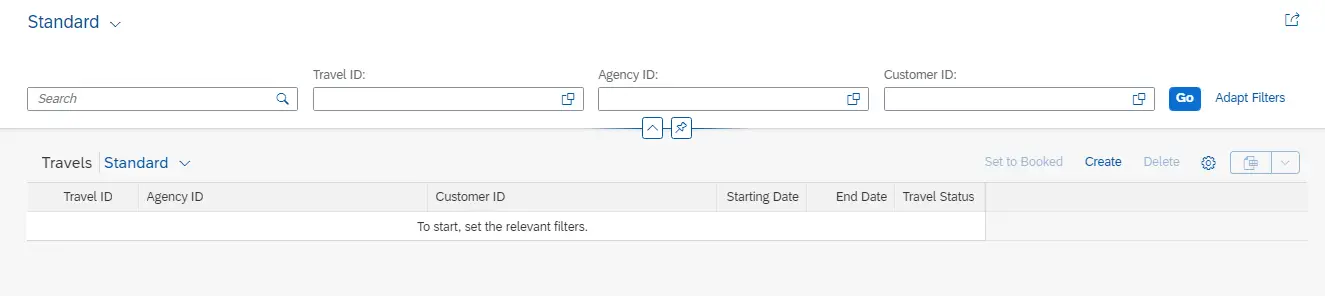 Standard
Travel ID: Agency ID: Customer ID:
Search Go Adapt Filters
Travels Standard Set to Booked Create Delete
Travel ID Agency ID Customer ID Starting Date End Date Travel Status
To start, set the relevant filters.